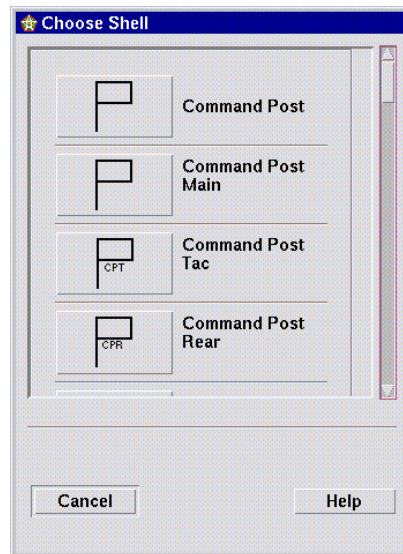 Choose Shell
Command Post
Command Post
Main
Command Post
Tac
CPT
Command Post
Rear
CPR
Cancel
Help